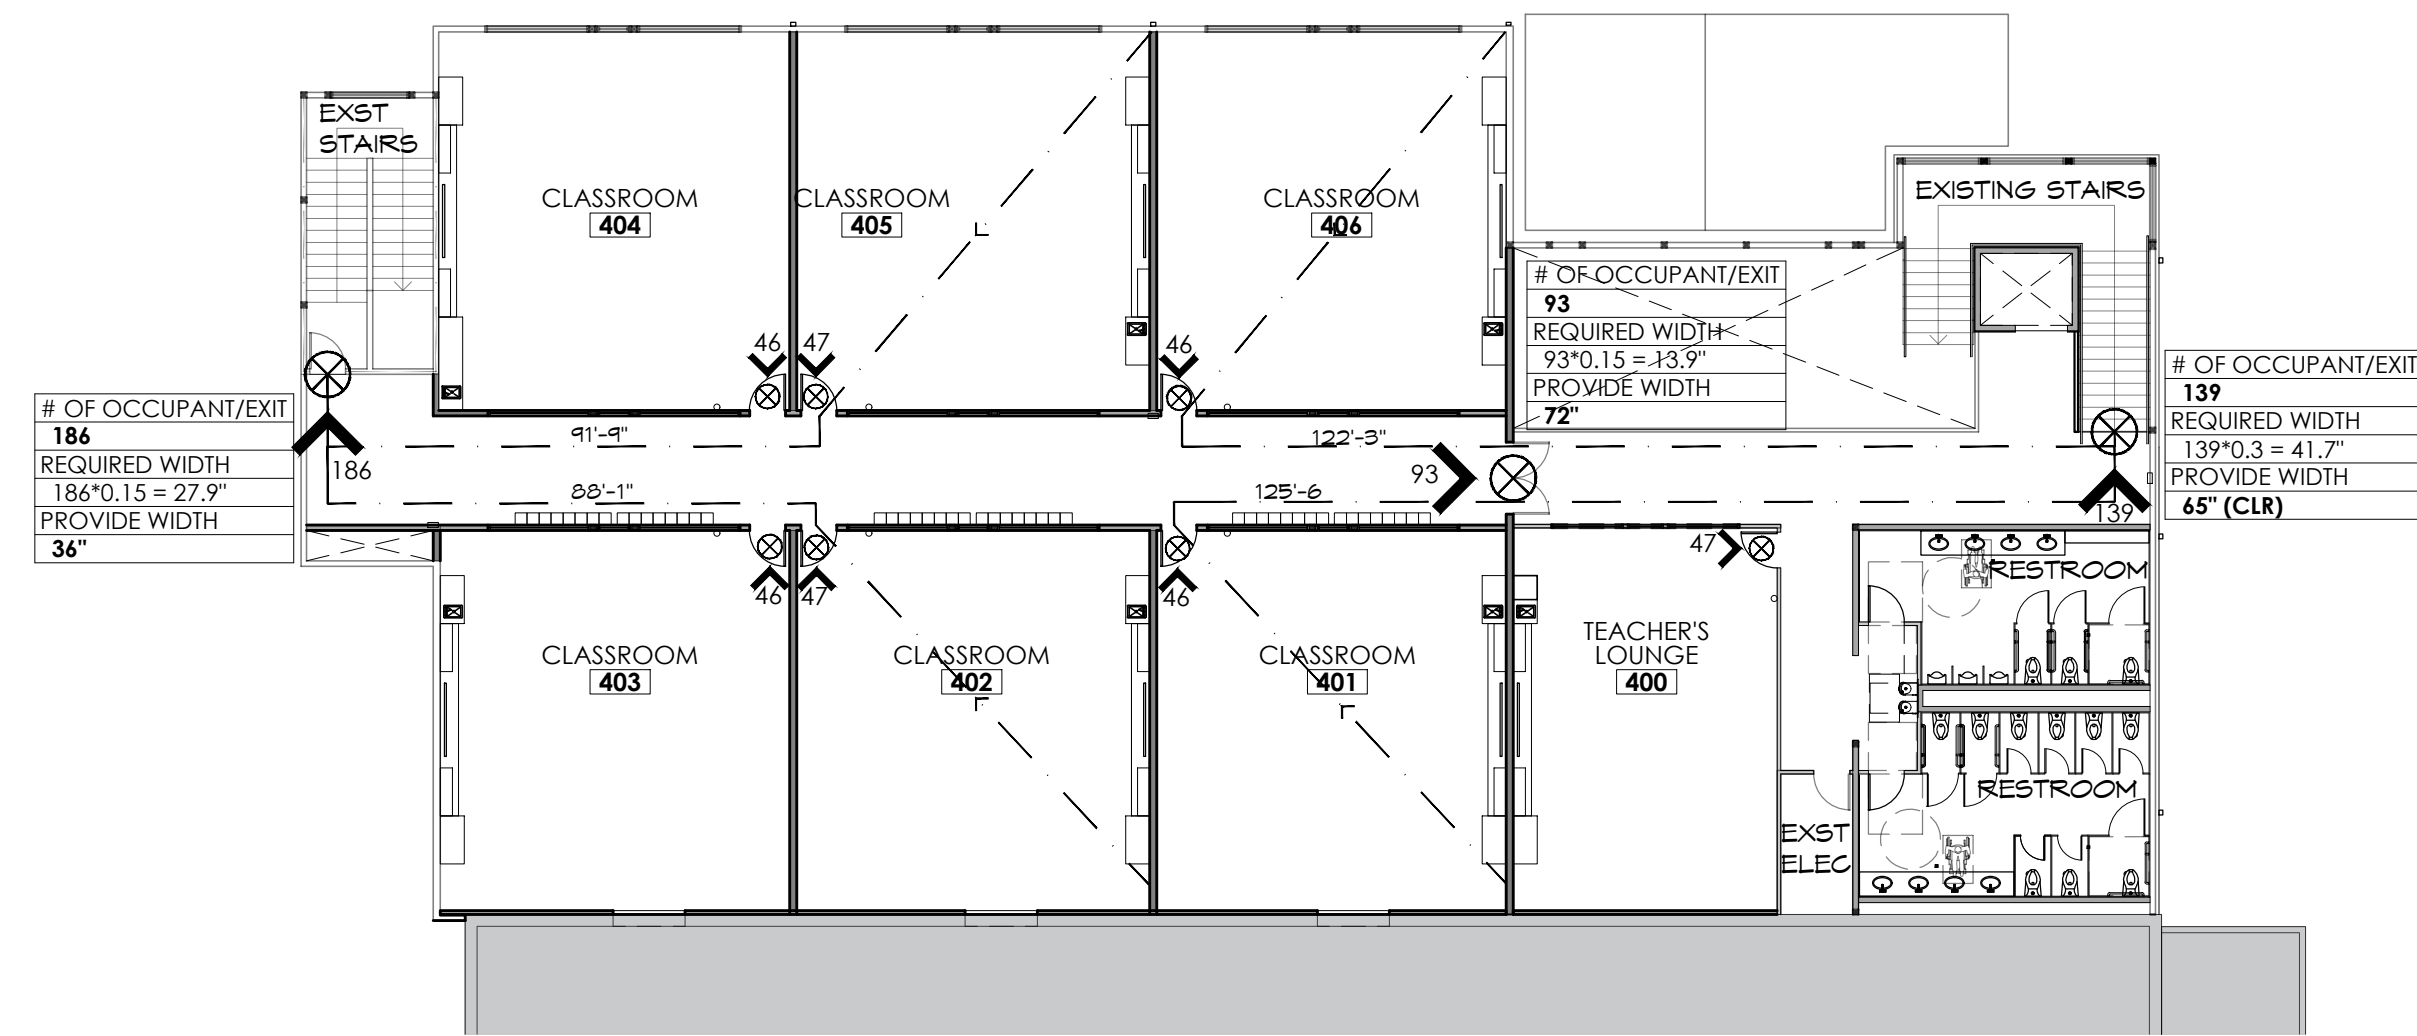 EXST
STAIRS
CLASSROOM
404
CLASSROOM
405
CLASSROOM
406
EXISTING STAIRS
# OF OCCUPANT/EXIT
93
REQUIRED WIDTH
93*0.15 = 13.9"
PROVIDE WIDTH
72"
# OF OCCUPANT/EXIT
139
REQUIRED WIDTH
139*0.3 = 41.7"
PROVIDE WIDTH
65" (CLR)
# OF OCCUPANT/EXIT
186
REQUIRED WIDTH
186*0.15 = 27.9"
PROVIDE WIDTH
36"
46
47
46
91'-9"
122'-3"
186
93
88'-1"
125'-6
139
47
46
47
46
RESTROOM
CLASSROOM
403
CLASSROOM
402
CLASSROOM
401
TEACHER'S
LOUNGE
400
RESTROOM
EXST
ELEC